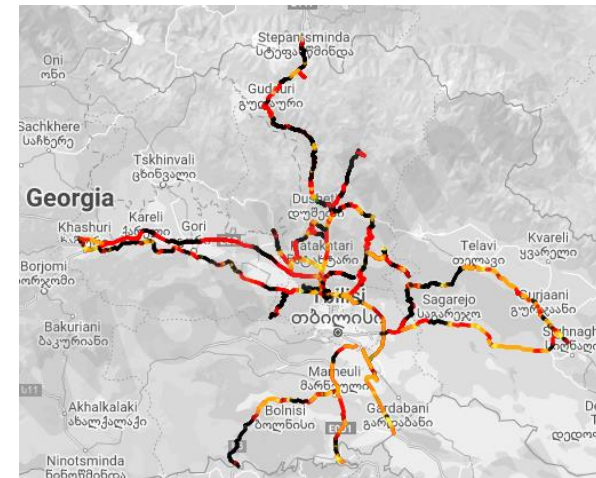 Stepantsminda
სტეფანწმინდა
Oni
ონი
Gudauri
გუდაური
Sachkhere
საჩხერე
Tskhinvali
ცხინვალი
Dusheti
დუშეთი
Georgia
Khashuri
Kareli
ქარელი
Gori
გორი
Telavi
თელავი
Kvareli
ყვარელი
Borjomi
ბორჯომი
Tbilisi
თბილისი
Sagarejo
საგარეჯო
Gurjaani
გურჯაანი
Bakuriani
ბაკურიანი
Marneuli
მარნეული
Akhalkalaki
ახალქალაქი
Bolnisi
ბოლნისი
Gardabani
გარდაბანი
Ninotsminda
ნინოწმინდა